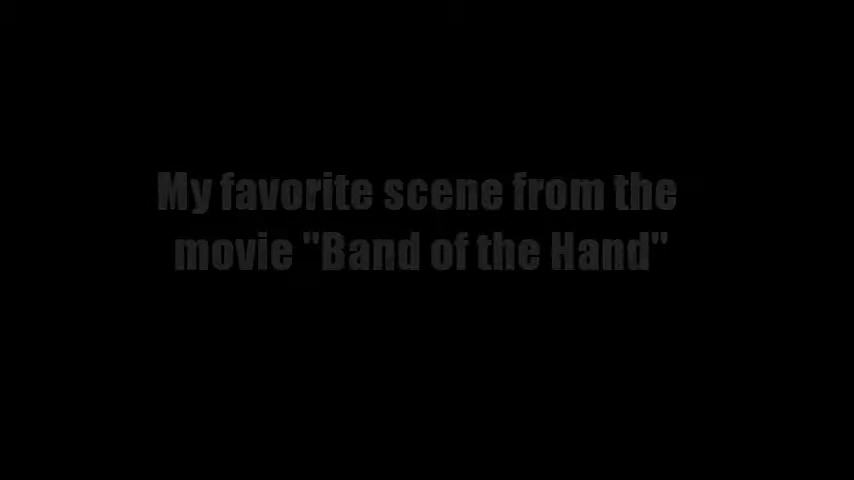 My favorite scene from the
movie "Band of the Hand"